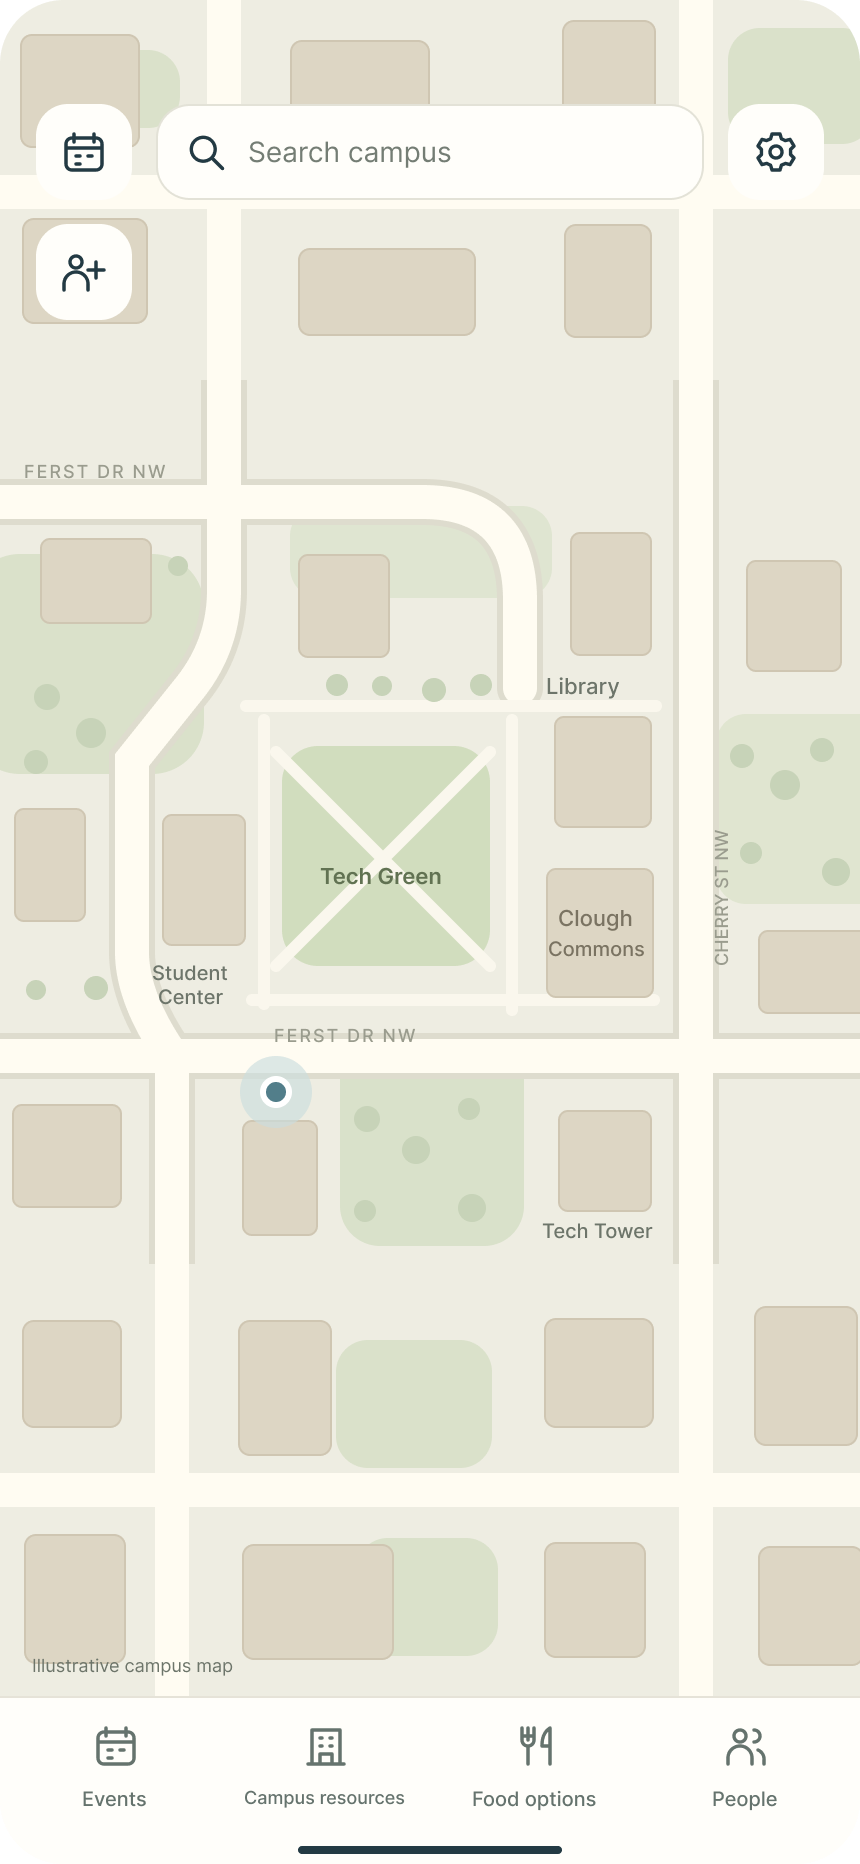 Search campus
FERST DR NW
Library
Tech Green
CHERRY ST NW
Clough
Commons
Student
Center
FERST DR NW
Tech Tower
Illustrative campus map
Events
Campus resources
Food options
People